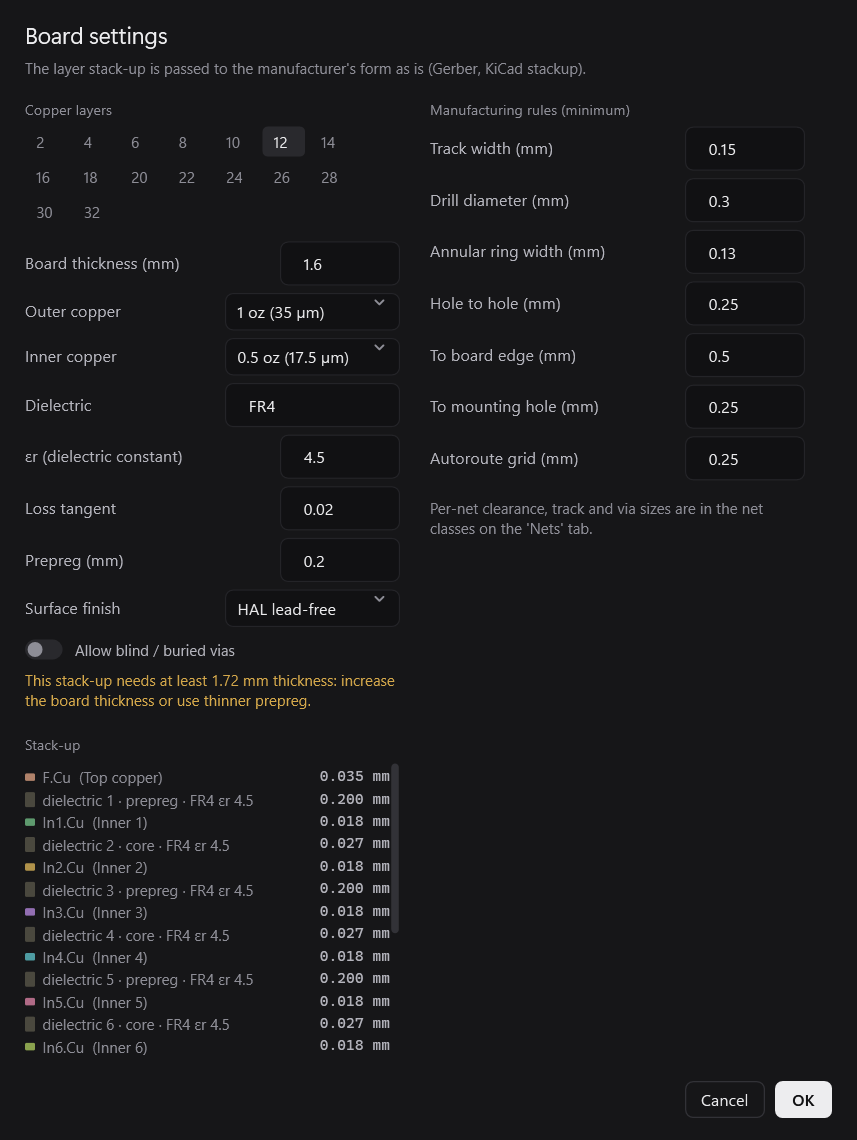 Board settings
The layer stack-up is passed to the manufacturer's form as is (Gerber, KiCad stackup).
Copper layers
2 4 6 8 10 12 14
16 18 20 22 24 26 28
30 32
Board thickness (mm) 1.6
Outer copper 1 oz (35 µm)
Inner copper 0.5 oz (17.5 µm)
Dielectric FR4
εr (dielectric constant) 4.5
Loss tangent 0.02
Prepreg (mm) 0.2
Surface finish HAL lead-free
Allow blind / buried vias
This stack-up needs at least 1.72 mm thickness: increase
the board thickness or use thinner prepreg.
Stack-up
F.Cu (Top copper) 0.035 mm
dielectric 1 · prepreg · FR4 εr 4.5 0.200 mm
In1.Cu (Inner 1) 0.018 mm
dielectric 2 · core · FR4 εr 4.5 0.027 mm
In2.Cu (Inner 2) 0.018 mm
dielectric 3 · prepreg · FR4 εr 4.5 0.200 mm
In3.Cu (Inner 3) 0.018 mm
dielectric 4 · core · FR4 εr 4.5 0.027 mm
In4.Cu (Inner 4) 0.018 mm
dielectric 5 · prepreg · FR4 εr 4.5 0.200 mm
In5.Cu (Inner 5) 0.018 mm
dielectric 6 · core · FR4 εr 4.5 0.027 mm
In6.Cu (Inner 6) 0.018 mm
Manufacturing rules (minimum)
Track width (mm) 0.15
Drill diameter (mm) 0.3
Annular ring width (mm) 0.13
Hole to hole (mm) 0.25
To board edge (mm) 0.5
To mounting hole (mm) 0.25
Autoroute grid (mm) 0.25
Per-net clearance, track and via sizes are in the net
classes on the 'Nets' tab.
Cancel OK